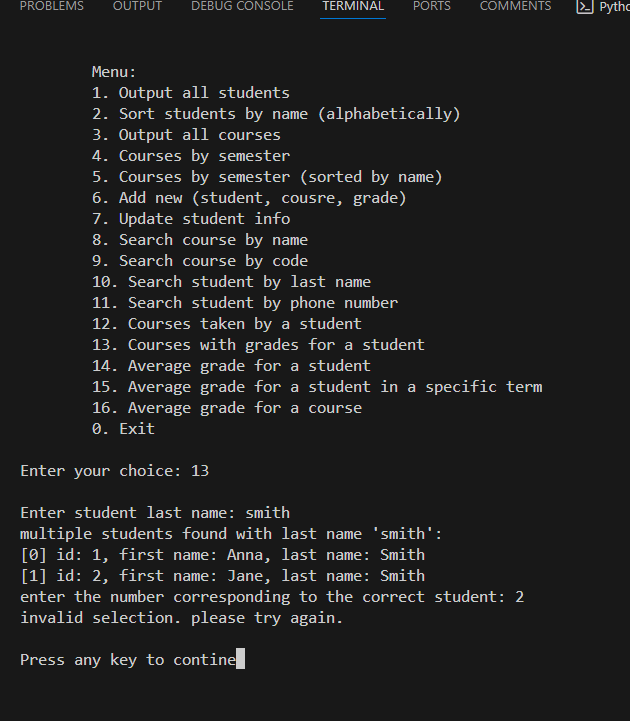 PROBLEMS OUTPUT DEBUG CONSOLE TERMINAL PORTS COMMENTS
Menu:
1. Output all students
2. Sort students by name (alphabetically)
3. Output all courses
4. Courses by semester
5. Courses by semester (sorted by name)
6. Add new (student, cousre, grade)
7. Update student info
8. Search course by name
9. Search course by code
10. Search student by last name
11. Search student by phone number
12. Courses taken by a student
13. Courses with grades for a student
14. Average grade for a student
15. Average grade for a student in a specific term
16. Average grade for a course
0. Exit
Enter your choice: 13
Enter student last name: smith
multiple students found with last name 'smith':
[0] id: 1, first name: Anna, last name: Smith
[1] id: 2, first name: Jane, last name: Smith
enter the number corresponding to the correct student: 2
invalid selection. please try again.
Press any key to contine